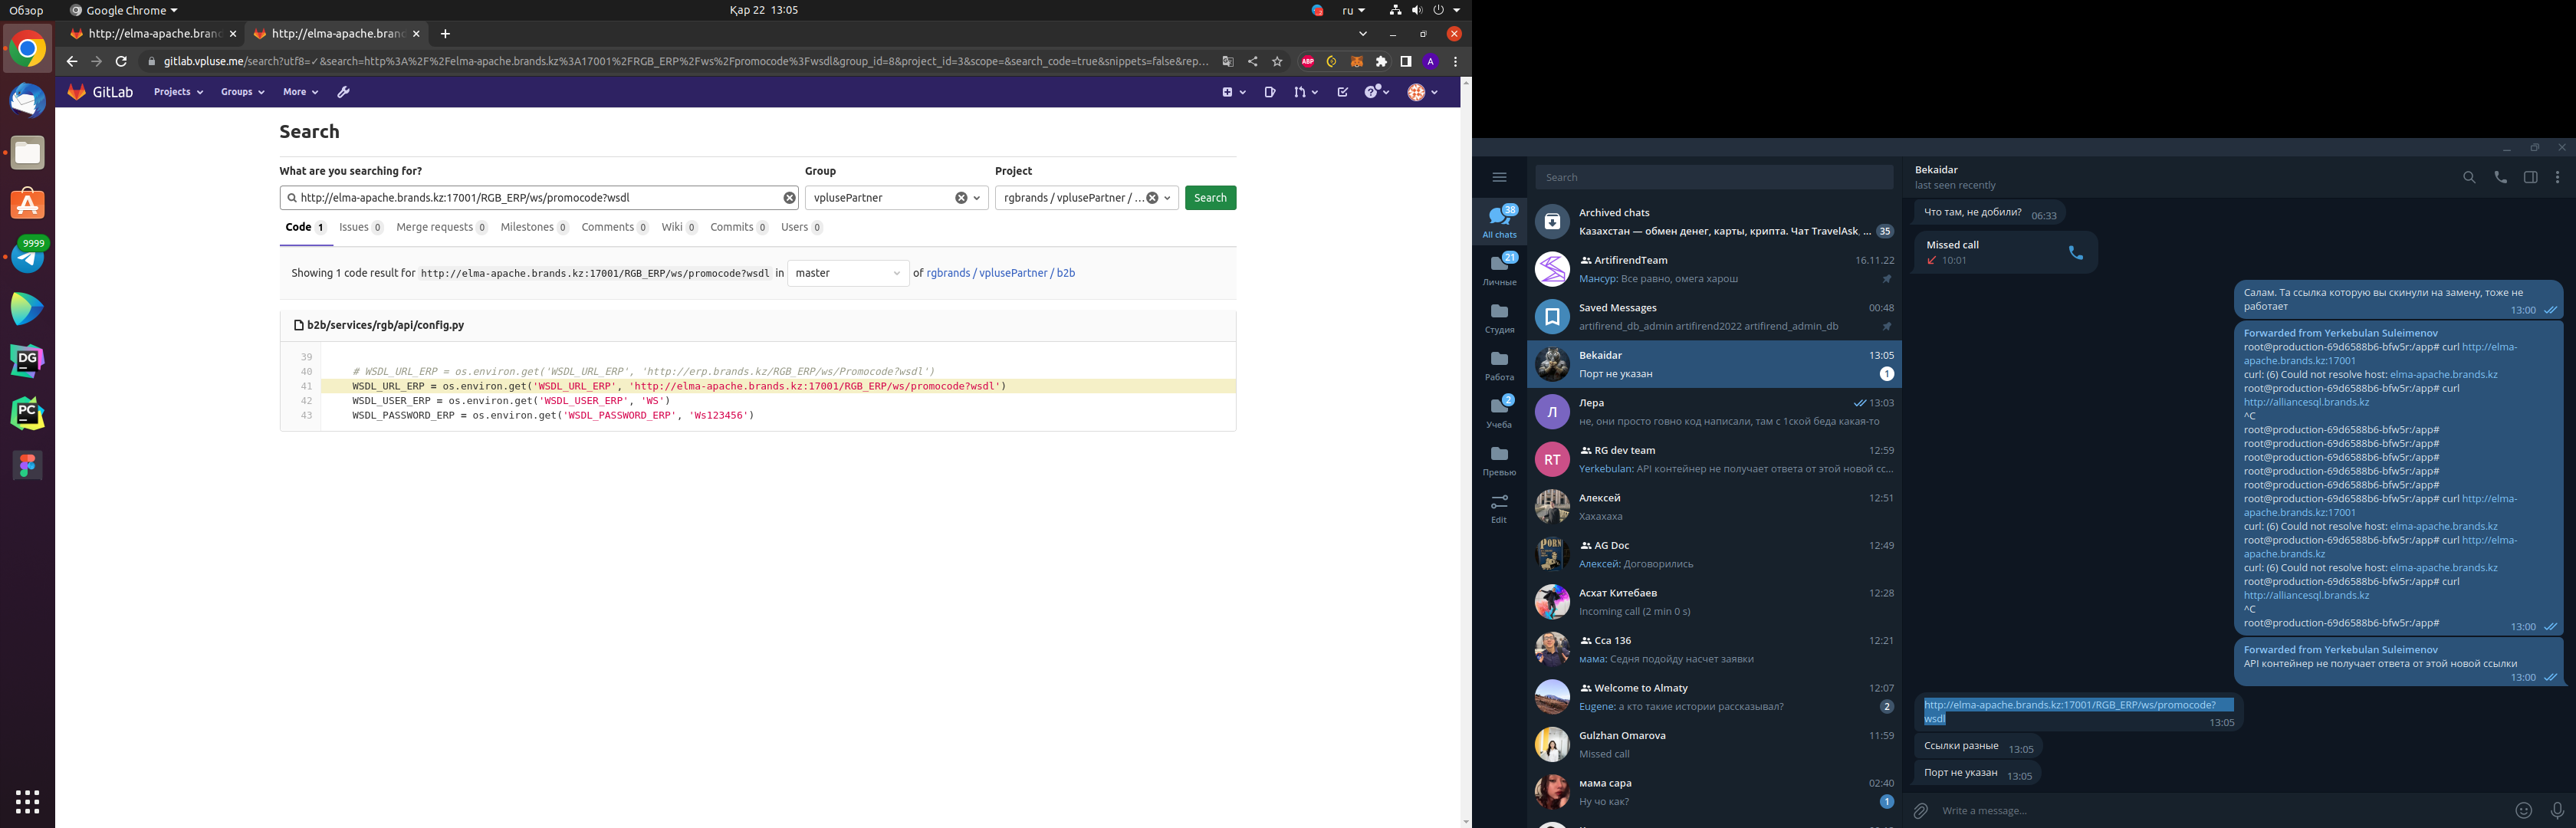 Обзор
Google Chrome
Қар 22 13:05
ru
http://elma-apache.bran
http://elma-apache.bran
gitlab.vpluse.me/search?utf8=✓&search=http%3A%2F%2Felma-apache.brands.kz%3A17001%2FRGB_ERP%2Fws%2Fpromocode%3Fwsdl&group_id=8&project_id=3&scope=&search_code=true&snippets=false&rep...
ABP
A
GitLab
Projects
Groups
More
9999
DG
PC
Search
What are you searching for?
Group
Project
http://elma-apache.brands.kz:17001/RGB_ERP/ws/promocode?wsdl
vplusePartner
rgbrands / vplusePartner / ...
Search
Code 1
Issues 0
Merge requests 0
Milestones 0
Comments 0
Wiki 0
Commits 0
Users 0
Showing 1 code result for http://elma-apache.brands.kz:17001/RGB_ERP/ws/promocode?wsdl in master of rgbrands / vplusePartner / b2b
b2b/services/rgb/api/config.py
39
40 # WSDL_URL_ERP = os.environ.get('WSDL_URL_ERP', 'http://erp.brands.kz/RGB_ERP/ws/Promocode?wsdl')
41 WSDL_URL_ERP = os.environ.get('WSDL_URL_ERP', 'http://elma-apache.brands.kz:17001/RGB_ERP/ws/promocode?wsdl')
42 WSDL_USER_ERP = os.environ.get('WSDL_USER_ERP', 'WS')
43 WSDL_PASSWORD_ERP = os.environ.get('WSDL_PASSWORD_ERP', 'Ws123456')
38
All chats
21
Личные
Студия
Работа
2
Учеба
Превью
Edit
Search
Archived chats
Казахстан — обмен денег, карты, крипта. Чат TravelAsk, ... 35
ArtifirendTeam 16.11.22
Мансур: Все равно, омега харош
Saved Messages 00:48
artifirend_db_admin artifirend2022 artifirend_admin_db
Bekaidar 13:05
Порт не указан 1
Л
Лера 13:03
не, они просто говно код написали, там с 1ской беда какая-то
RT
RG dev team 12:59
Yerkebulan: API контейнер не получает ответа от этой новой сс...
Алексей 12:51
Хахахаха
PORN
AG Doc 12:49
Алексей: Договорились
Асхат Китебаев 12:28
Incoming call (2 min 0 s)
Сса 136 12:21
мама: Седня подойду насчет заявки
Welcome to Almaty 12:07
Eugene: а кто такие истории рассказывал? 2
Gulzhan Omarova 11:59
Missed call
мама сара 02:40
Ну чо как? 1
Bekaidar
last seen recently
Что там, не добили? 06:33
Missed call
10:01
Салам. Та ссылка которую вы скинули на замену, тоже не
работает
13:00
Forwarded from Yerkebulan Suleimenov
root@production-69d6588b6-bfw5r:/app# curl http://elma-
apache.brands.kz:17001
curl: (6) Could not resolve host: elma-apache.brands.kz
root@production-69d6588b6-bfw5r:/app# curl
http://alliancesql.brands.kz
^C
root@production-69d6588b6-bfw5r:/app#
root@production-69d6588b6-bfw5r:/app#
root@production-69d6588b6-bfw5r:/app#
root@production-69d6588b6-bfw5r:/app#
root@production-69d6588b6-bfw5r:/app#
root@production-69d6588b6-bfw5r:/app# curl http://elma-
apache.brands.kz:17001
curl: (6) Could not resolve host: elma-apache.brands.kz
root@production-69d6588b6-bfw5r:/app# curl http://elma-
apache.brands.kz
curl: (6) Could not resolve host: elma-apache.brands.kz
root@production-69d6588b6-bfw5r:/app# curl
http://alliancesql.brands.kz
^C
root@production-69d6588b6-bfw5r:/app#
13:00
Forwarded from Yerkebulan Suleimenov
API контейнер не получает ответа от этой новой ссылки
13:00
http://elma-apache.brands.kz:17001/RGB_ERP/ws/promocode?
wsdl
13:05
Ссылки разные 13:05
Порт не указан 13:05
Write a message...